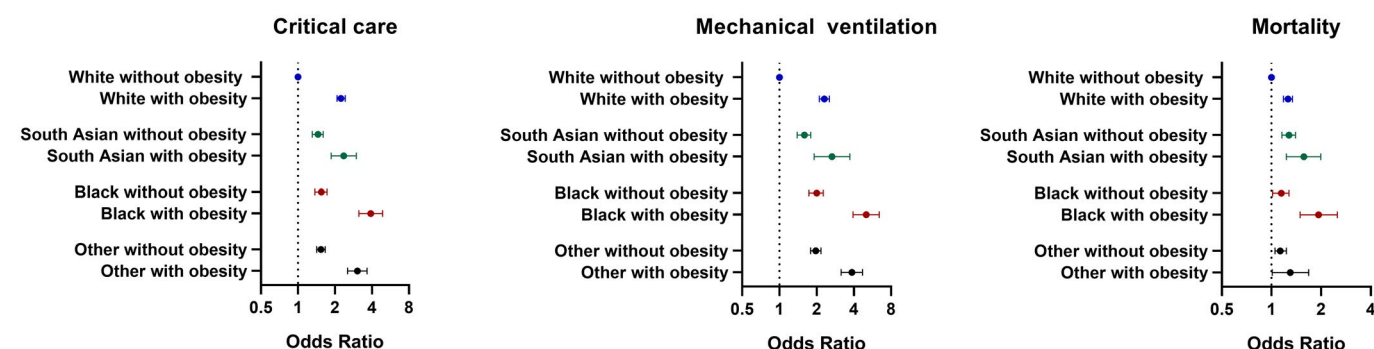 Critical care
White without obesity
White with obesity
South Asian without obesity
South Asian with obesity
Black without obesity
Black with obesity
Other without obesity
Other with obesity
0.5 1 2 4 8
Odds Ratio
Mechanical ventilation
White without obesity
White with obesity
South Asian without obesity
South Asian with obesity
Black without obesity
Black with obesity
Other without obesity
Other with obesity
0.5 1 2 4 8
Odds Ratio
Mortality
White without obesity
White with obesity
South Asian without obesity
South Asian with obesity
Black without obesity
Black with obesity
Other without obesity
Other with obesity
0.5 1 2 4
Odds Ratio